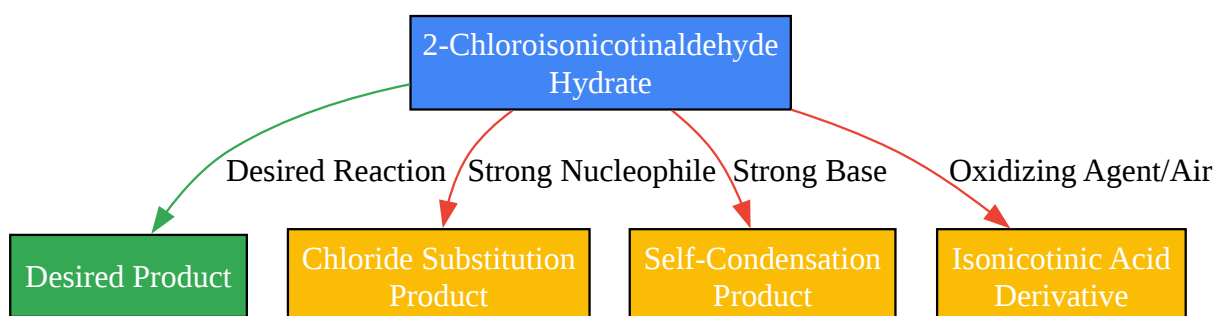 2-Chloroisonicotinaldehyde
Hydrate
Desired Reaction
Strong Nucleophile
Strong Base
Oxidizing Agent/Air
Desired Product
Chloride Substitution
Product
Self-Condensation
Product
Isonicotinic Acid
Derivative